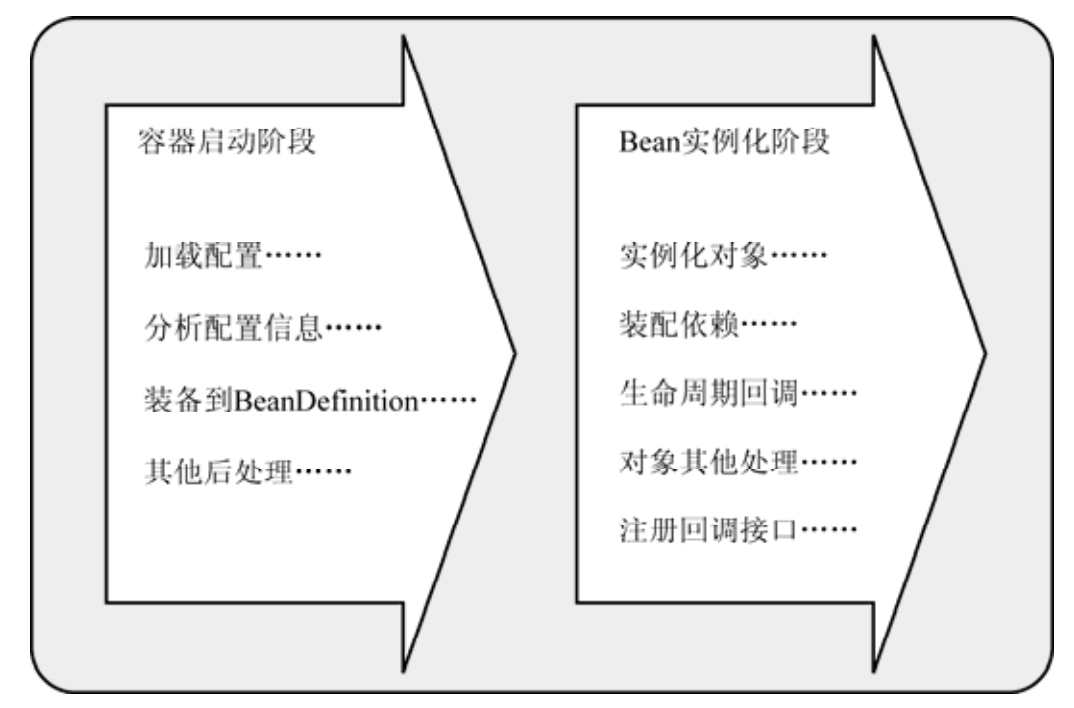 容器启动阶段
加载配置……
分析配置信息……
装备到BeanDefinition……
其他后处理……
Bean实例化阶段
实例化对象……
装配依赖……
生命周期回调……
对象其他处理……
注册回调接口……